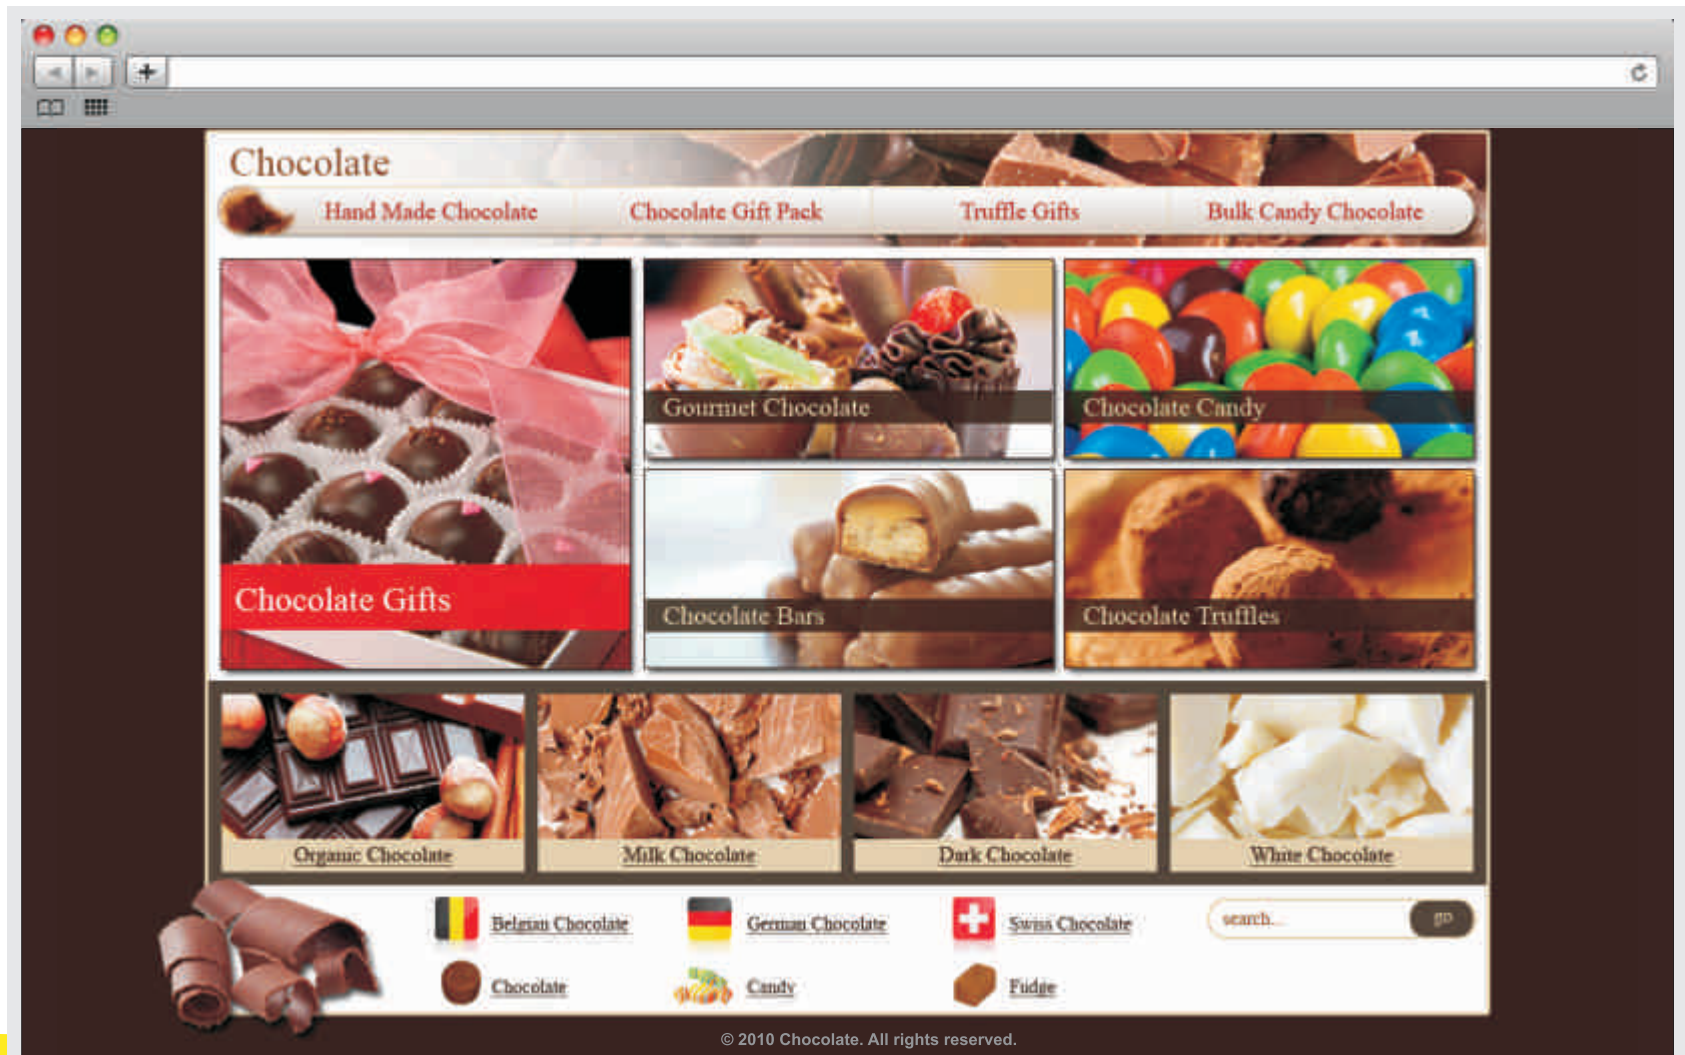 Chocolate
Hand Made Chocolate Chocolate Gift Pack Truffle Gifts Bulk Candy Chocolate
Gourmet Chocolate
Chocolate Candy
Chocolate Gifts
Chocolate Bars
Chocolate Truffles
Organic Chocolate Milk Chocolate Dark Chocolate White Chocolate
Belgian Chocolate German Chocolate Swiss Chocolate
search... go
Chocolate Candy Fudge
© 2010 Chocolate. All rights reserved.